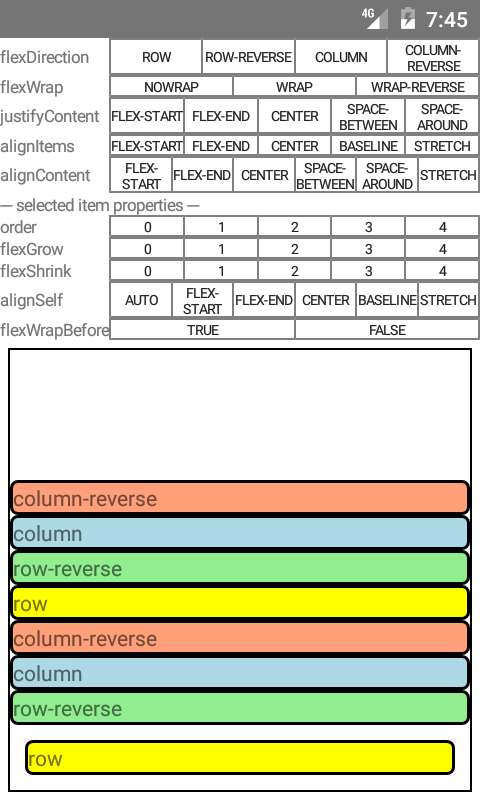 4G 7:45
flexDirection ROW ROW-REVERSE COLUMN COLUMN-REVERSE
flexWrap NOWRAP WRAP WRAP-REVERSE
justifyContent FLEX-START FLEX-END CENTER SPACE-BETWEEN SPACE-AROUND
alignItems FLEX-START FLEX-END CENTER BASELINE STRETCH
alignContent FLEX-START FLEX-END CENTER SPACE-BETWEEN SPACE-AROUND STRETCH
--- selected item properties ---
order 0 1 2 3 4
flexGrow 0 1 2 3 4
flexShrink 0 1 2 3 4
alignSelf AUTO FLEX-START FLEX-END CENTER BASELINE STRETCH
flexWrapBefore TRUE FALSE
column-reverse
column
row-reverse
row
column-reverse
column
row-reverse
row